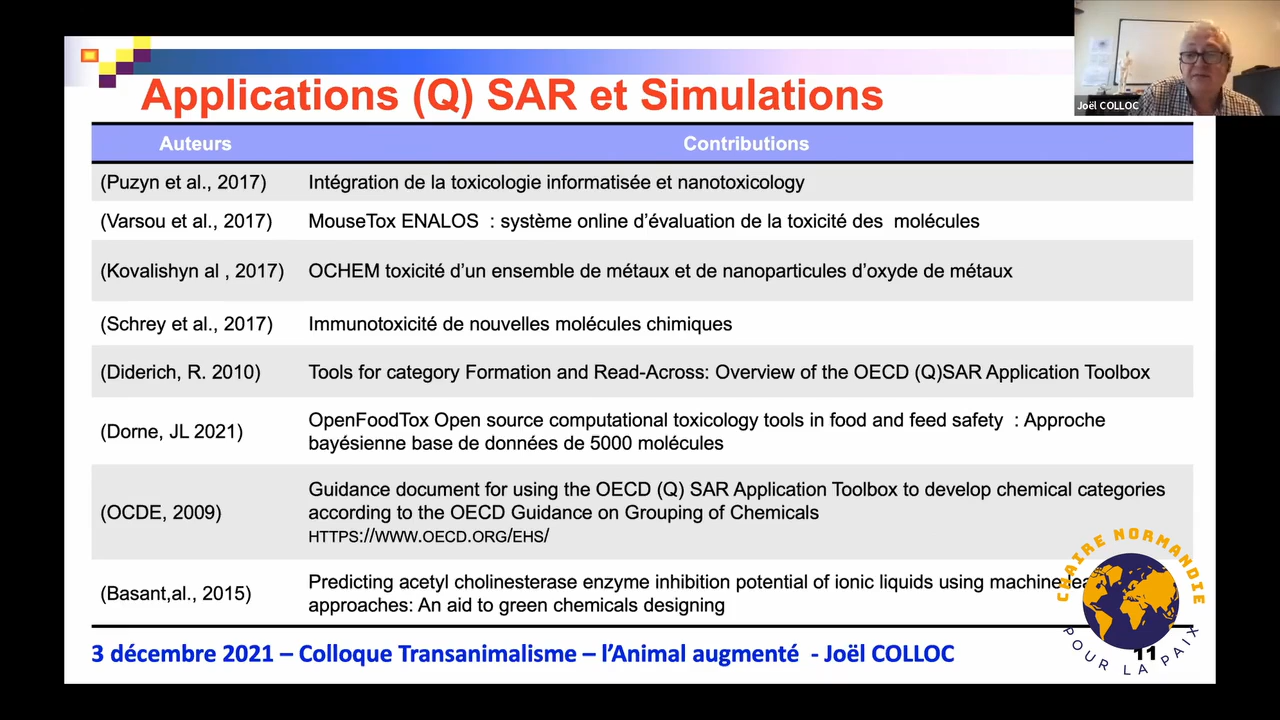 Joël COLLOC
Applications (Q) SAR et Simulations
Auteurs Contributions
(Puzyn et al., 2017) Intégration de la toxicologie informatisée et nanotoxicology
(Varsou et al., 2017) MouseTox ENALOS : système online d'évaluation de la toxicité des molécules
(Kovalishyn al , 2017) OCHEM toxicité d'un ensemble de métaux et de nanoparticules d'oxyde de métaux
(Schrey et al., 2017) Immunotoxicité de nouvelles molécules chimiques
(Diderich, R. 2010) Tools for category Formation and Read-Across: Overview of the OECD (Q)SAR Application Toolbox
(Dorne, JL 2021) OpenFoodTox Open source computational toxicology tools in food and feed safety : Approche
bayésienne base de données de 5000 molécules
(OCDE, 2009) Guidance document for using the OECD (Q) SAR Application Toolbox to develop chemical categories
according to the OECD Guidance on Grouping of Chemicals
HTTPS://WWW.OECD.ORG/EHS/
(Basant,al., 2015) Predicting acetyl cholinesterase enzyme inhibition potential of ionic liquids using machine
approaches: An aid to green chemicals designing
CHAIRE NORMANDIE
POUR LA PAIX
3 décembre 2021 – Colloque Transanimalisme – l'Animal augmenté - Joël COLLOC
11